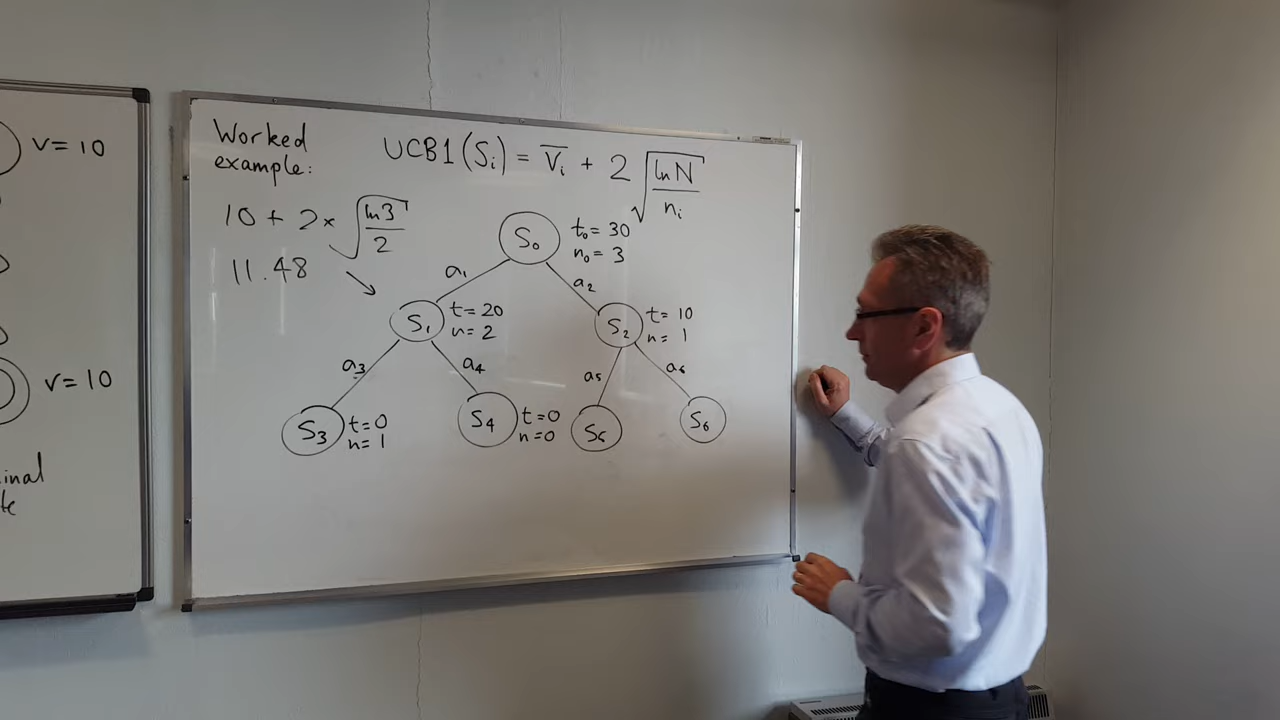 v= 10
v= 10
inal
te
Worked
example:
UCB1(Sᵢ) = V̅ᵢ + 2 √(ln N / nᵢ)
10 + 2× √(ln3 / 2)
11.48
S₀
t₀= 30
n₀= 3
a₁
a₂
S₁
t= 20
n= 2
S₂
t= 10
n= 1
a₃
a₄
a₅
a₆
S₃
t=0
n= 1
S₄
t=0
n=0
S₆